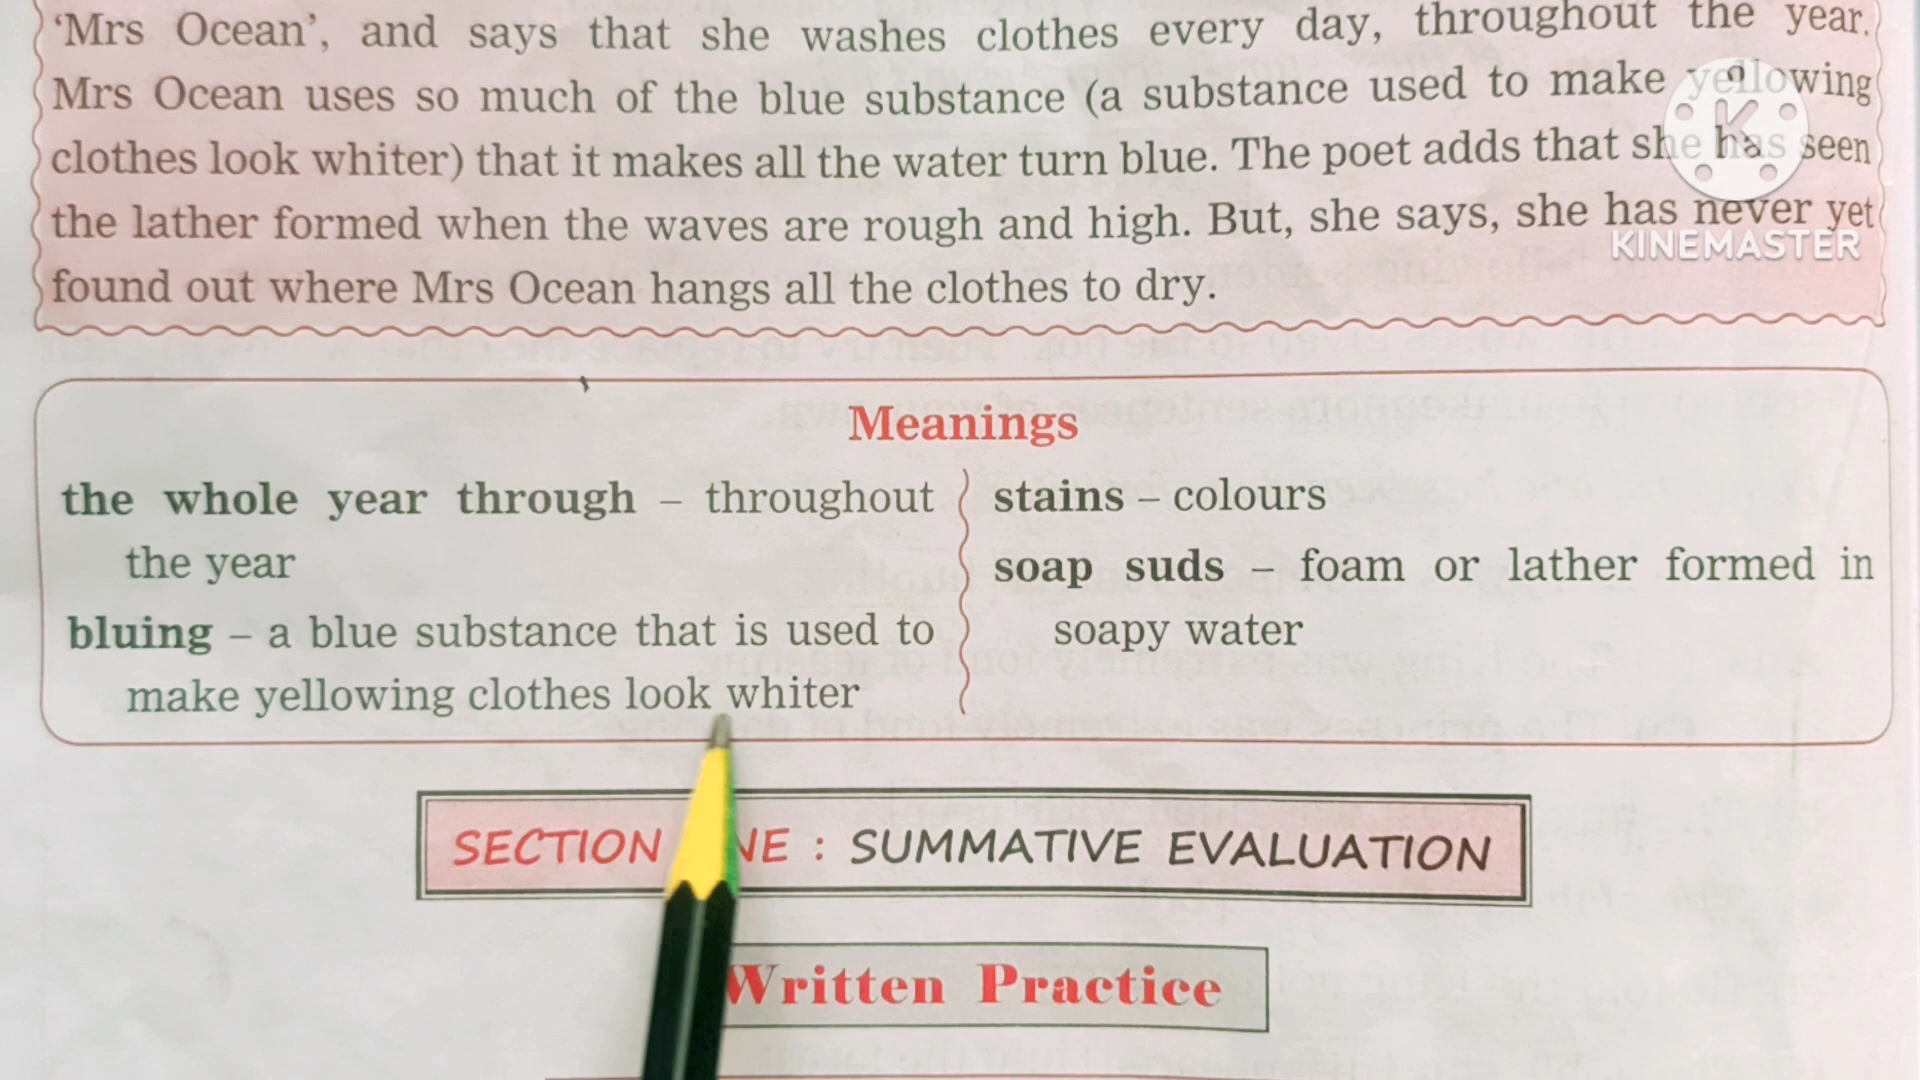 ‘Mrs Ocean’, and says that she washes clothes every day, throughout the year.
Mrs Ocean uses so much of the blue substance (a substance used to make yellowing
clothes look whiter) that it makes all the water turn blue. The poet adds that she has seen
the lather formed when the waves are rough and high. But, she says, she has never yet
found out where Mrs Ocean hangs all the clothes to dry.
KINEMASTER
Meanings
the whole year through – throughout
the year
bluing – a blue substance that is used to
make yellowing clothes look whiter
stains – colours
soap suds – foam or lather formed in
soapy water
SECTION : SUMMATIVE EVALUATION
Written Practice